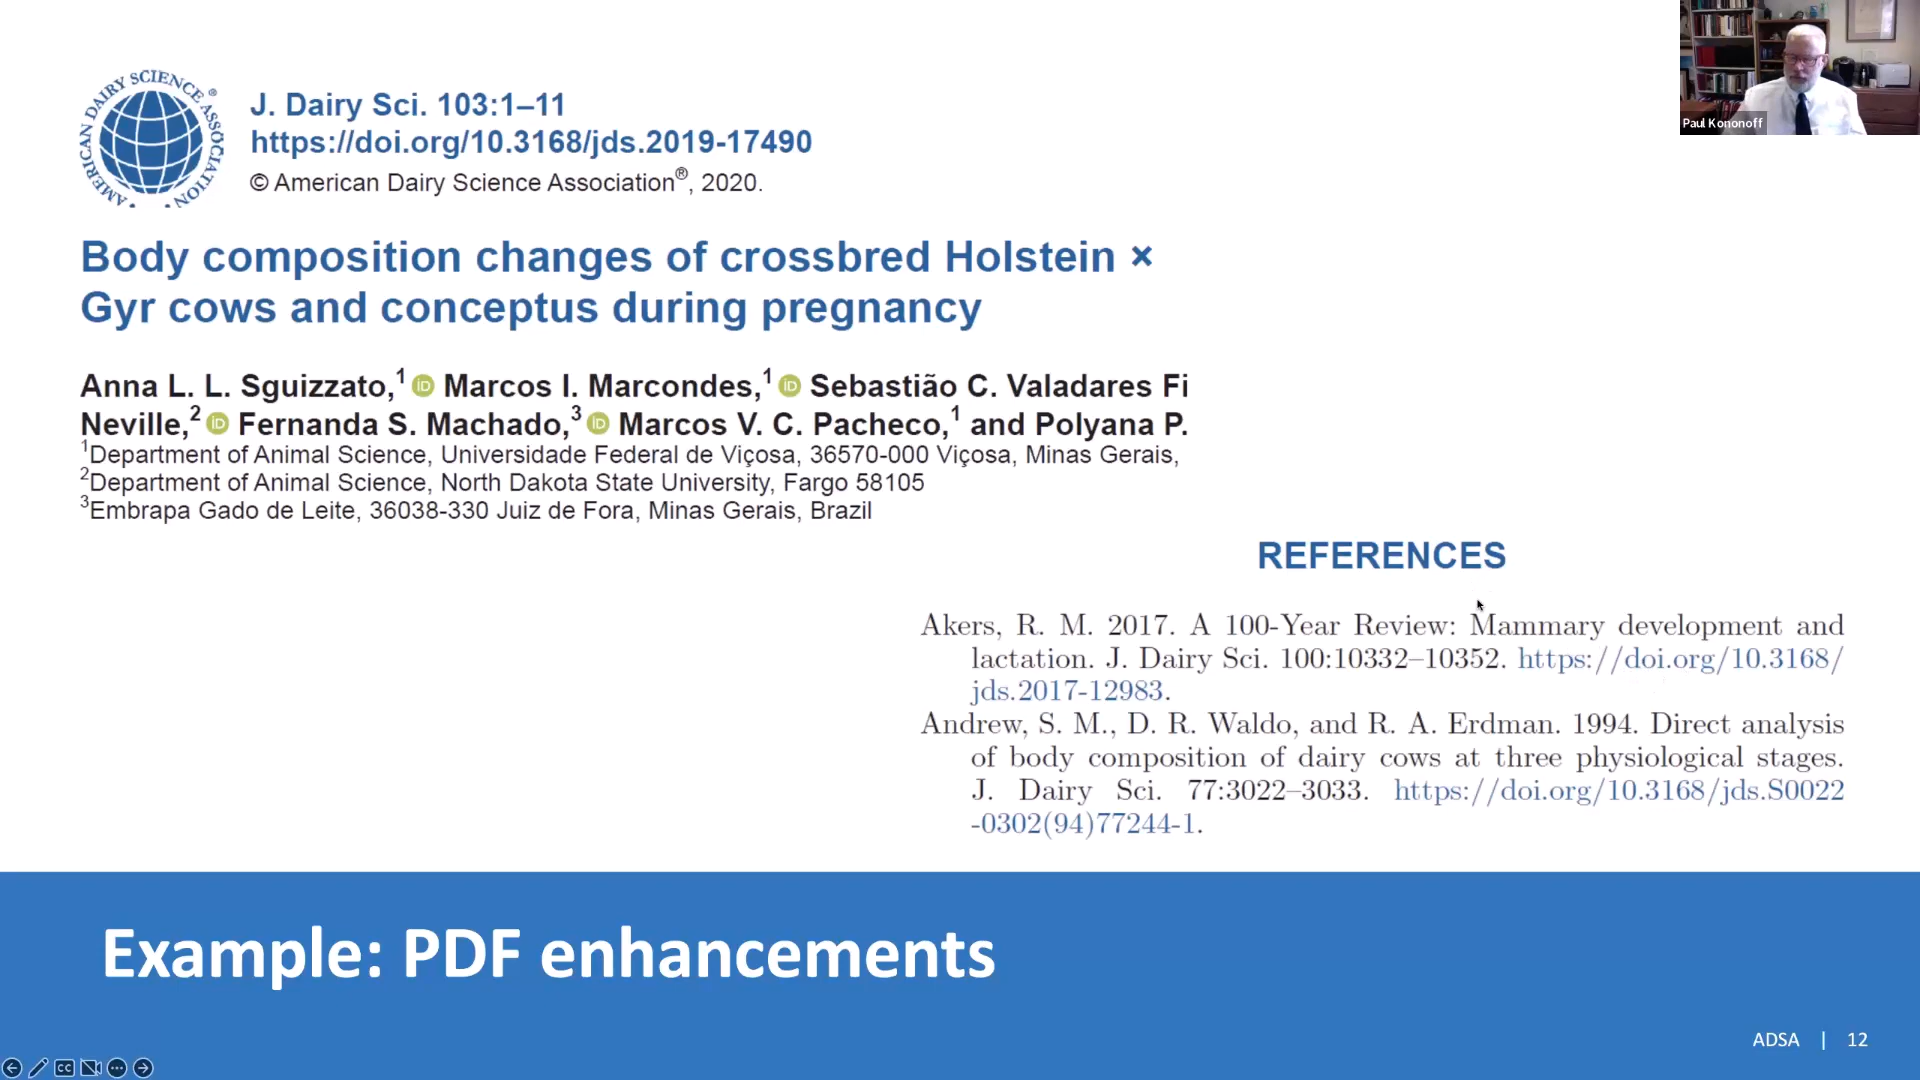 AMERICAN DAIRY SCIENCE ASSOCIATION®
J. Dairy Sci. 103:1–11
https://doi.org/10.3168/jds.2019-17490
© American Dairy Science Association®, 2020.
Paul Kononoff
Body composition changes of crossbred Holstein ×
Gyr cows and conceptus during pregnancy
Anna L. L. Sguizzato,¹ iD Marcos I. Marcondes,¹ iD Sebastião C. Valadares Fi
Neville,² iD Fernanda S. Machado,³ iD Marcos V. C. Pacheco,¹ and Polyana P.
¹Department of Animal Science, Universidade Federal de Viçosa, 36570-000 Viçosa, Minas Gerais,
²Department of Animal Science, North Dakota State University, Fargo 58105
³Embrapa Gado de Leite, 36038-330 Juiz de Fora, Minas Gerais, Brazil
REFERENCES
Akers, R. M. 2017. A 100-Year Review: Mammary development and
lactation. J. Dairy Sci. 100:10332–10352. https://doi.org/10.3168/
jds.2017-12983.
Andrew, S. M., D. R. Waldo, and R. A. Erdman. 1994. Direct analysis
of body composition of dairy cows at three physiological stages.
J. Dairy Sci. 77:3022–3033. https://doi.org/10.3168/jds.S0022
-0302(94)77244-1.
Example: PDF enhancements
ADSA | 12
CC